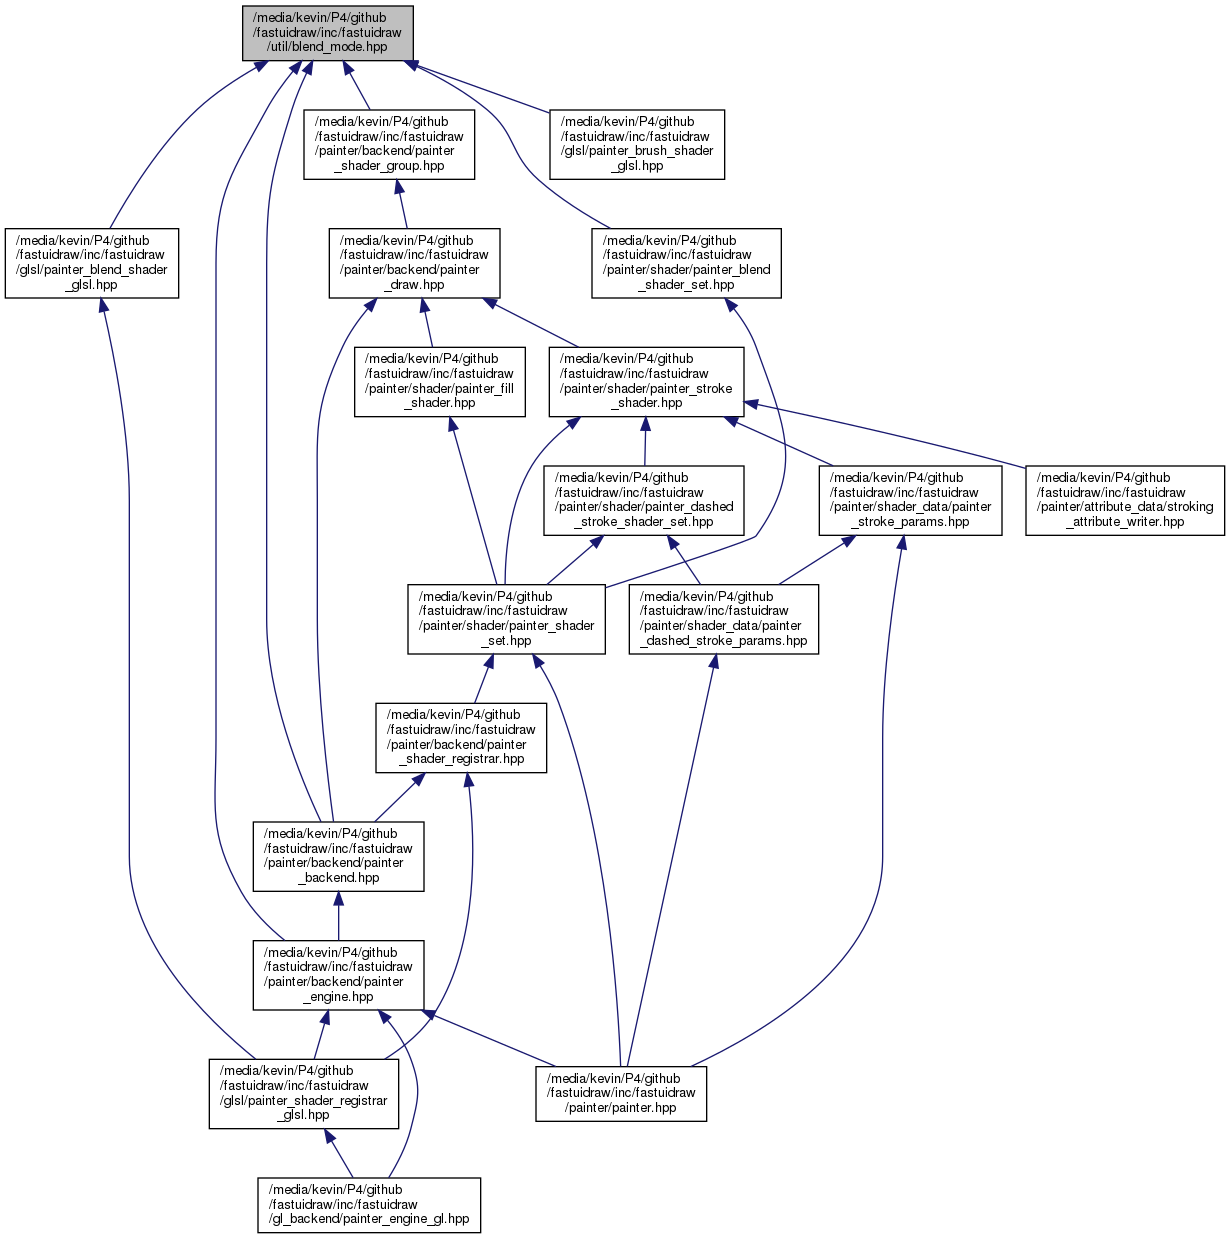 /media/kevin/P4/github
/fastuidraw/inc/fastuidraw
/util/blend_mode.hpp
/media/kevin/P4/github
/fastuidraw/inc/fastuidraw
/painter/backend/painter
_shader_group.hpp
/media/kevin/P4/github
/fastuidraw/inc/fastuidraw
/glsl/painter_brush_shader
_glsl.hpp
/media/kevin/P4/github
/fastuidraw/inc/fastuidraw
/glsl/painter_blend_shader
_glsl.hpp
/media/kevin/P4/github
/fastuidraw/inc/fastuidraw
/painter/backend/painter
_draw.hpp
/media/kevin/P4/github
/fastuidraw/inc/fastuidraw
/painter/shader/painter_blend
_shader_set.hpp
/media/kevin/P4/github
/fastuidraw/inc/fastuidraw
/painter/shader/painter_fill
_shader.hpp
/media/kevin/P4/github
/fastuidraw/inc/fastuidraw
/painter/shader/painter_stroke
_shader.hpp
/media/kevin/P4/github
/fastuidraw/inc/fastuidraw
/painter/shader/painter_dashed
_stroke_shader_set.hpp
/media/kevin/P4/github
/fastuidraw/inc/fastuidraw
/painter/shader_data/painter
_stroke_params.hpp
/media/kevin/P4/github
/fastuidraw/inc/fastuidraw
/painter/attribute_data/stroking
_attribute_writer.hpp
/media/kevin/P4/github
/fastuidraw/inc/fastuidraw
/painter/shader/painter_shader
_set.hpp
/media/kevin/P4/github
/fastuidraw/inc/fastuidraw
/painter/shader_data/painter
_dashed_stroke_params.hpp
/media/kevin/P4/github
/fastuidraw/inc/fastuidraw
/painter/backend/painter
_shader_registrar.hpp
/media/kevin/P4/github
/fastuidraw/inc/fastuidraw
/painter/backend/painter
_backend.hpp
/media/kevin/P4/github
/fastuidraw/inc/fastuidraw
/painter/backend/painter
_engine.hpp
/media/kevin/P4/github
/fastuidraw/inc/fastuidraw
/glsl/painter_shader_registrar
_glsl.hpp
/media/kevin/P4/github
/fastuidraw/inc/fastuidraw
/painter/painter.hpp
/media/kevin/P4/github
/fastuidraw/inc/fastuidraw
/gl_backend/painter_engine_gl.hpp